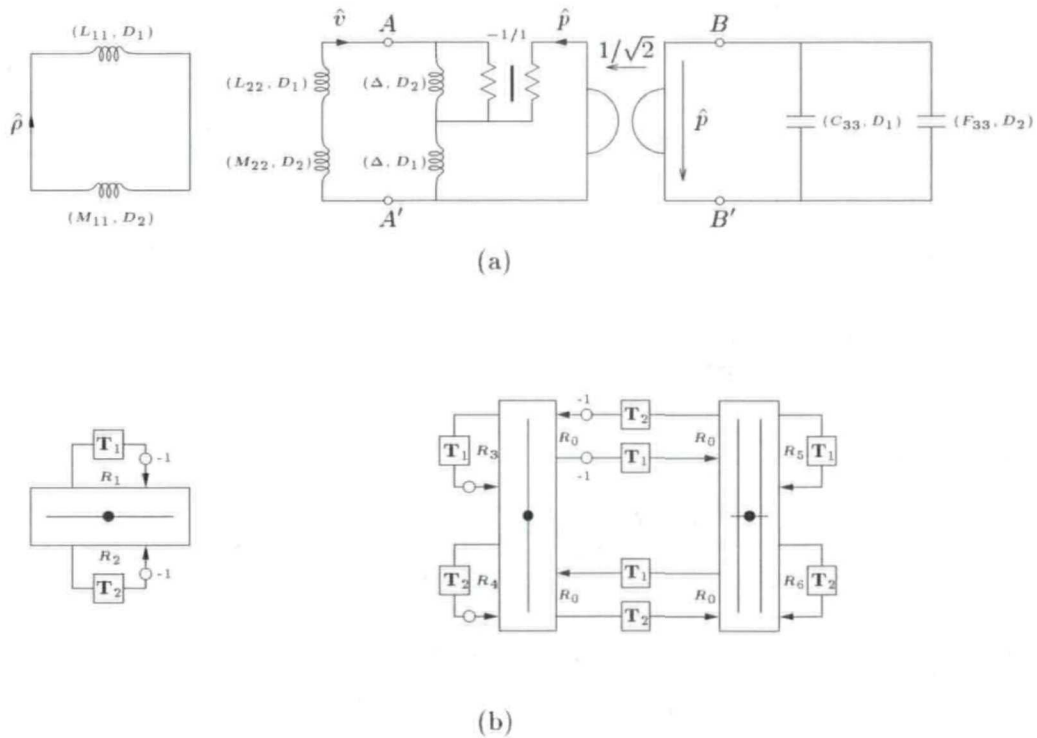 (L₁₁, D₁)
ρ̂
(M₁₁, D₂)
v̂
A
-1/1
p̂
(L₂₂, D₁)
(Δ, D₂)
(M₂₂, D₂)
(Δ, D₁)
A′
1/√2
B
p̂
(C₃₃, D₁)
(F₃₃, D₂)
B′
(a)
T₁
-1
R₁
R₂
T₂
-1
-1
T₂
T₁
R₃
R₀
R₀
R₅
T₁
T₁
-1
T₂
R₄
R₀
T₁
R₀
R₆
T₂
T₂
(b)